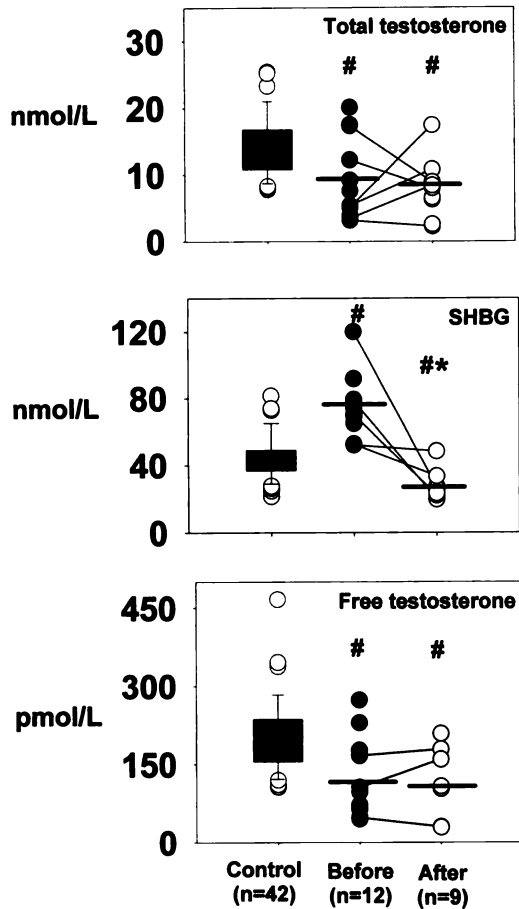 Total testosterone
30
# #
nmol/L
20
10
0
SHBG
120
#
#*
80
nmol/L
40
0
Free testosterone
450
# #
300
pmol/L
150
0
Control Before After
(n=42) (n=12) (n=9)